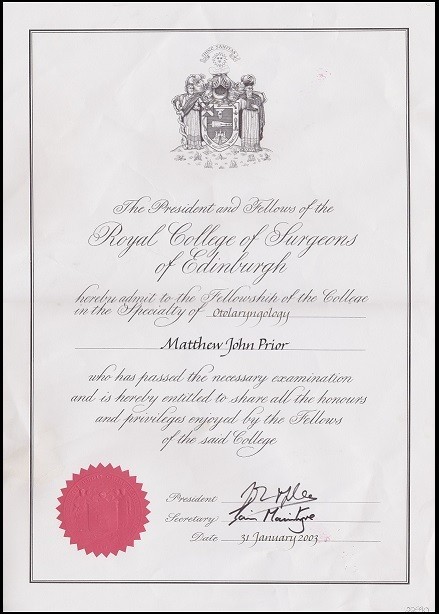 The President and Fellows of the
Royal College of Surgeons
of Edinburgh
hereby admit to the Fellowship of the College
in the Specialty of Otolaryngology
Matthew John Prior
who has passed the necessary examination
and is hereby entitled to share all the honours
and privileges enjoyed by the Fellows
of the said College
President
Secretary Iain Macintyre
Date 31 January 2003